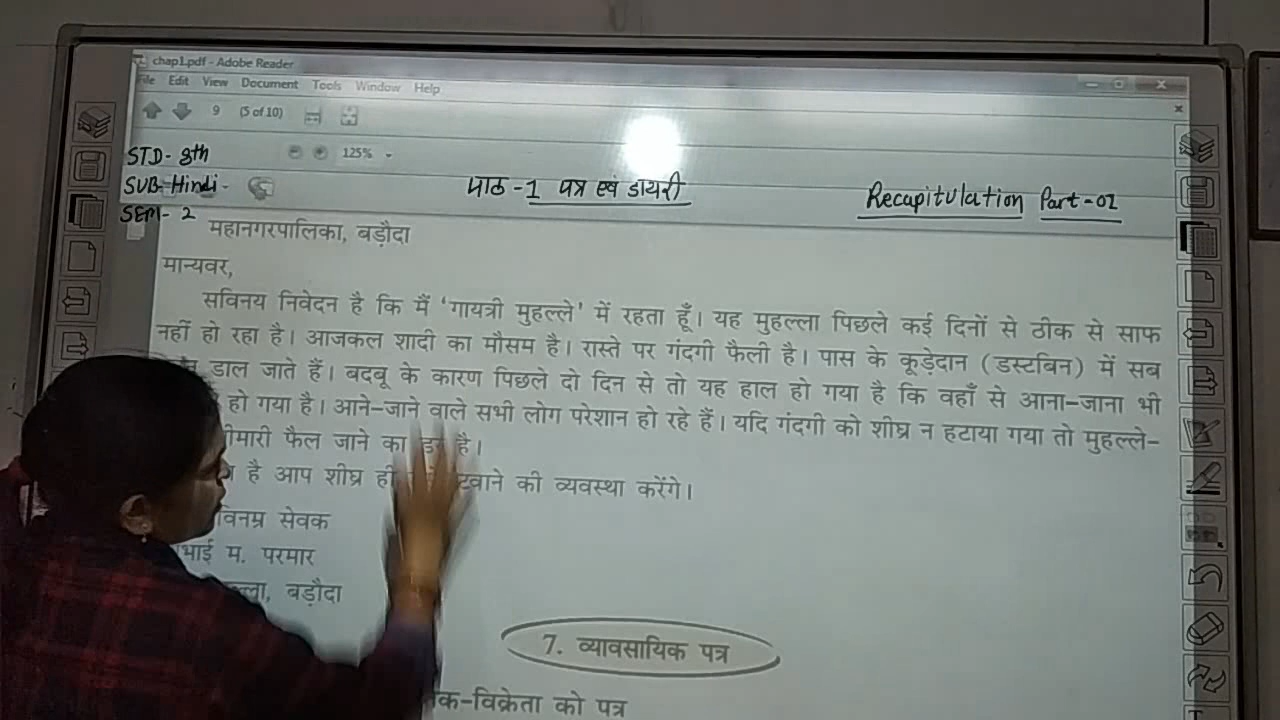 chap1.pdf - Adobe Reader
File Edit View Document Tools Window Help
9 (5 of 10)
125%
STD- 8th
SUB-Hindi-
SEM- 2
पाठ -1 पत्र एवं डायरी
Recapitulation Part-02
महानगरपालिका, बड़ौदा
मान्यवर,
सविनय निवेदन है कि मैं ‘गायत्री मुहल्ले’ में रहता हूँ। यह मुहल्ला पिछले कई दिनों से ठीक से साफ
नहीं हो रहा है। आजकल शादी का मौसम है। रास्ते पर गंदगी फैली है। पास के कूड़ेदान (डस्टबिन) में सब
डाल जाते हैं। बदबू के कारण पिछले दो दिन से तो यह हाल हो गया है कि वहाँ से आना-जाना भी
हो गया है। आने-जाने वाले सभी लोग परेशान हो रहे हैं। यदि गंदगी को शीघ्र न हटाया गया तो मुहल्ले-
फैल जाने का डर है।
है आप शीघ्र ही की व्यवस्था करेंगे।
सेवक
म. परमार
बड़ौदा
7. व्यावसायिक पत्र
को पत्र